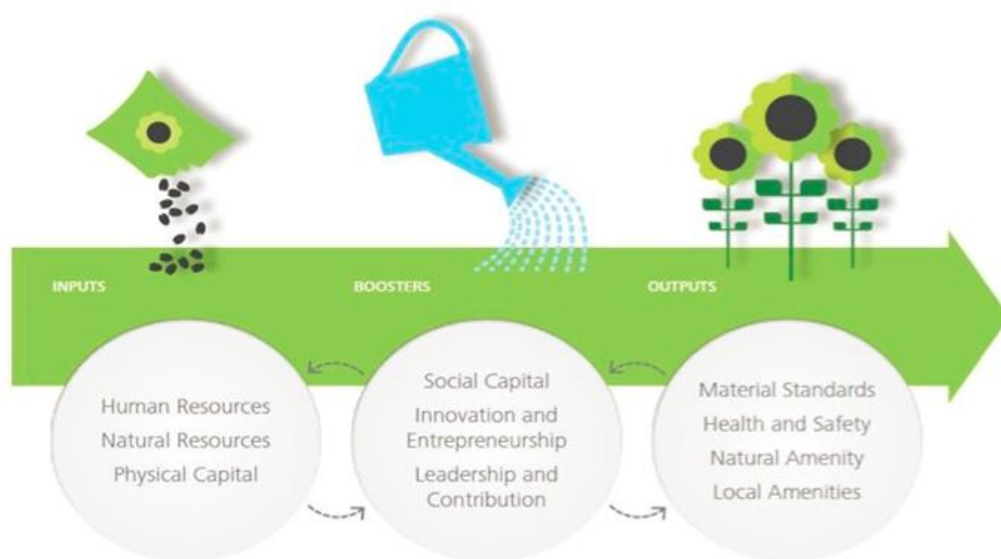 INPUTS
BOOSTERS
OUTPUTS
Human Resources
Natural Resources
Physical Capital
Social Capital
Innovation and
Entrepreneurship
Leadership and
Contribution
Material Standards
Health and Safety
Natural Amenity
Local Amenities